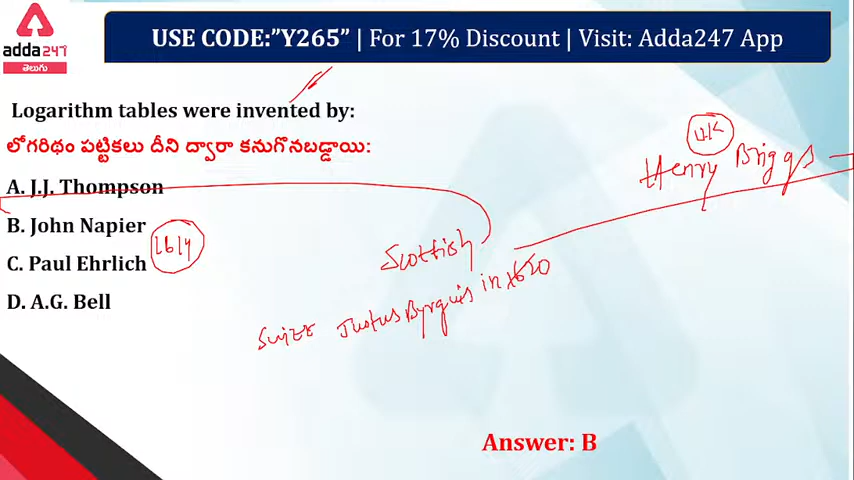 adda247
తెలుగు
USE CODE:”Y265” | For 17% Discount | Visit: Adda247 App
Logarithm tables were invented by:
లోగరిథం పట్టికలు దీని ద్వారా కనుగొనబడ్డాయి:
UK
Henry Briggs
A. J.J. Thompson
B. John Napier
1614
Scottish
C. Paul Ehrlich
D. A.G. Bell
Swiss Justus Byrguis in 1620
Answer: B